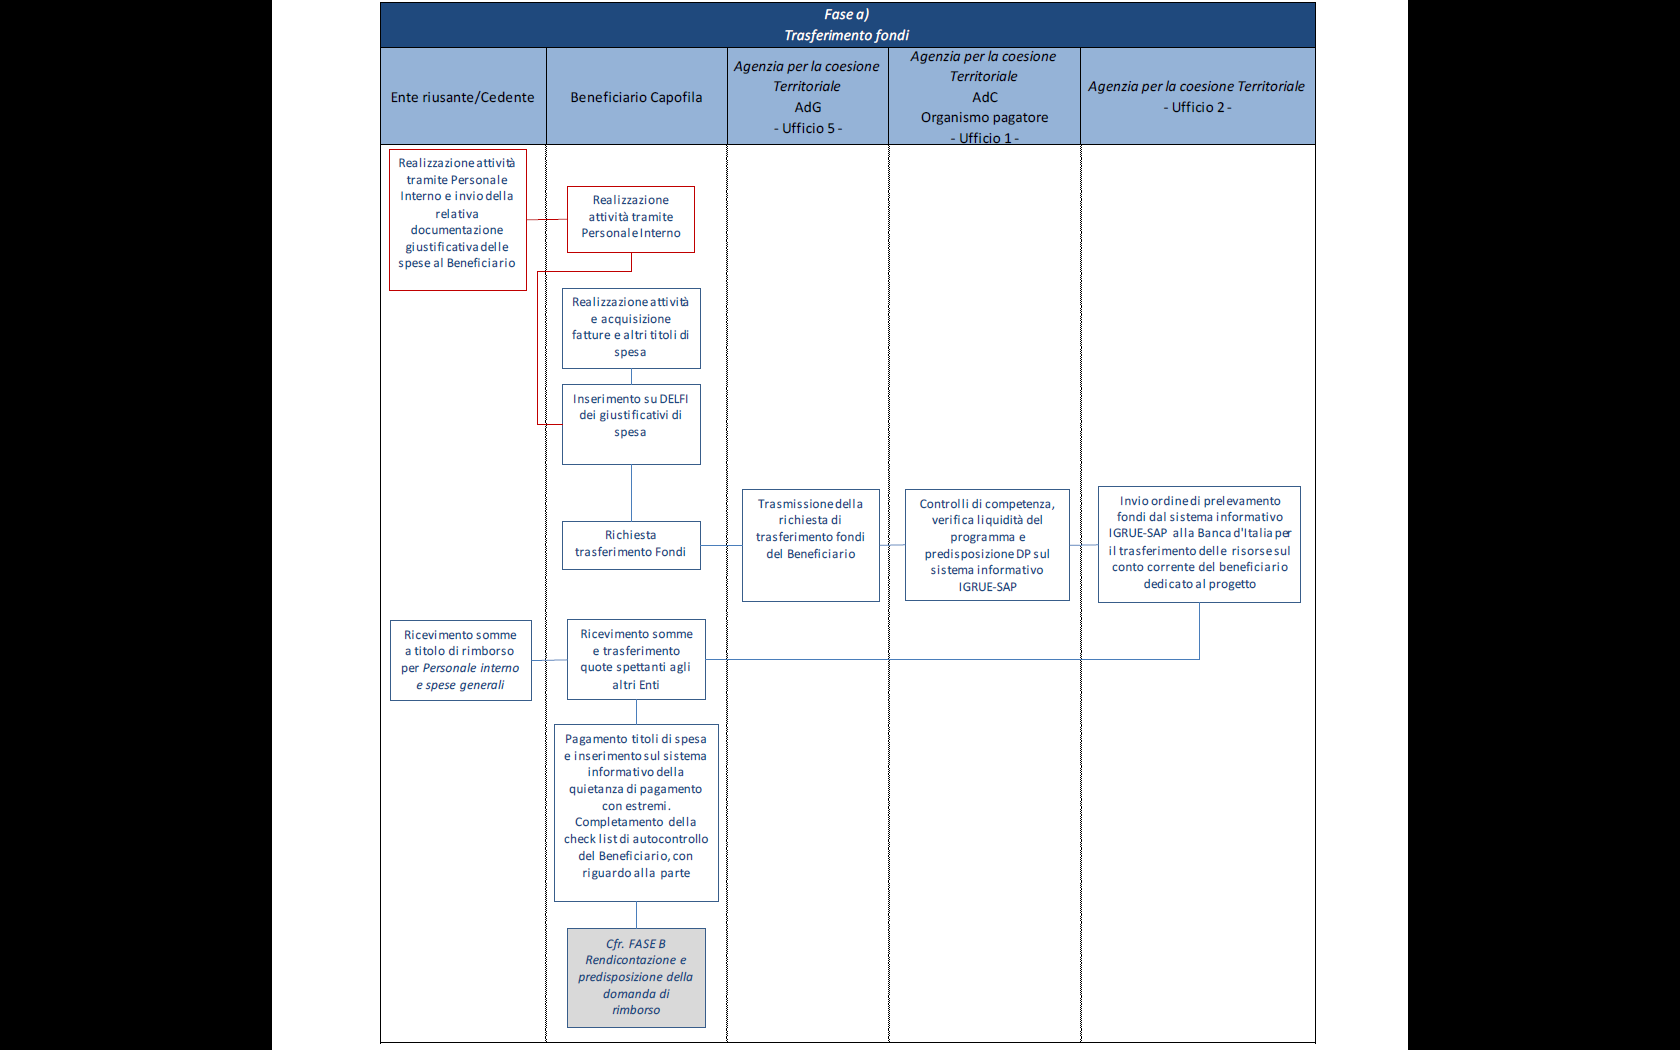 Fase a)
Trasferimento fondi
Ente riusante/Cedente
Beneficiario Capofila
Agenzia per la coesione
Territoriale
AdG
- Ufficio 5 -
Agenzia per la coesione
Territoriale
AdC
Organismo pagatore
- Ufficio 1 -
Agenzia per la coesione Territoriale
- Ufficio 2 -
Realizzazione attività
tramite Personale
Interno e invio della
relativa
documentazione
giustificativa delle
spese al Beneficiario
Realizzazione
attività tramite
Personale Interno
Realizzazione attività
e acquisizione
fatture e altri titoli di
spesa
Inserimento su DELFI
dei giustificativi di
spesa
Richiesta
trasferimento Fondi
Trasmissione della
richiesta di
trasferimento fondi
del Beneficiario
Controlli di competenza,
verifica liquidità del
programma e
predisposizione DP sul
sistema informativo
IGRUE-SAP
Invio ordine di prelevamento
fondi dal sistema informativo
IGRUE-SAP alla Banca d'Italia per
il trasferimento delle risorse sul
conto corrente del beneficiario
dedicato al progetto
Ricevimento somme
a titolo di rimborso
per Personale interno
e spese generali
Ricevimento somme
e trasferimento
quote spettanti agli
altri Enti
Pagamento titoli di spesa
e inserimento sul sistema
informativo della
quietanza di pagamento
con estremi.
Completamento della
check list di autocontrollo
del Beneficiario, con
riguardo alla parte
Cfr. FASE B
Rendicontazione e
predisposizione della
domanda di
rimborso